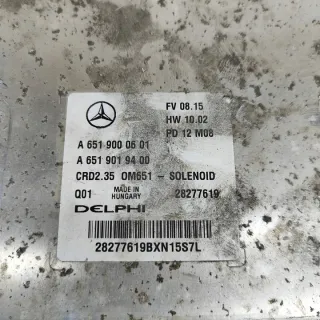 FV 08.15
HW 10.02
PD 12 M08
A 651 900 06 01
A 651 901 94 00
CRD2.35 OM651 - SOLENOID
Q01 MADE IN HUNGARY 28277619
DELPHI
28277619BXN15S7L